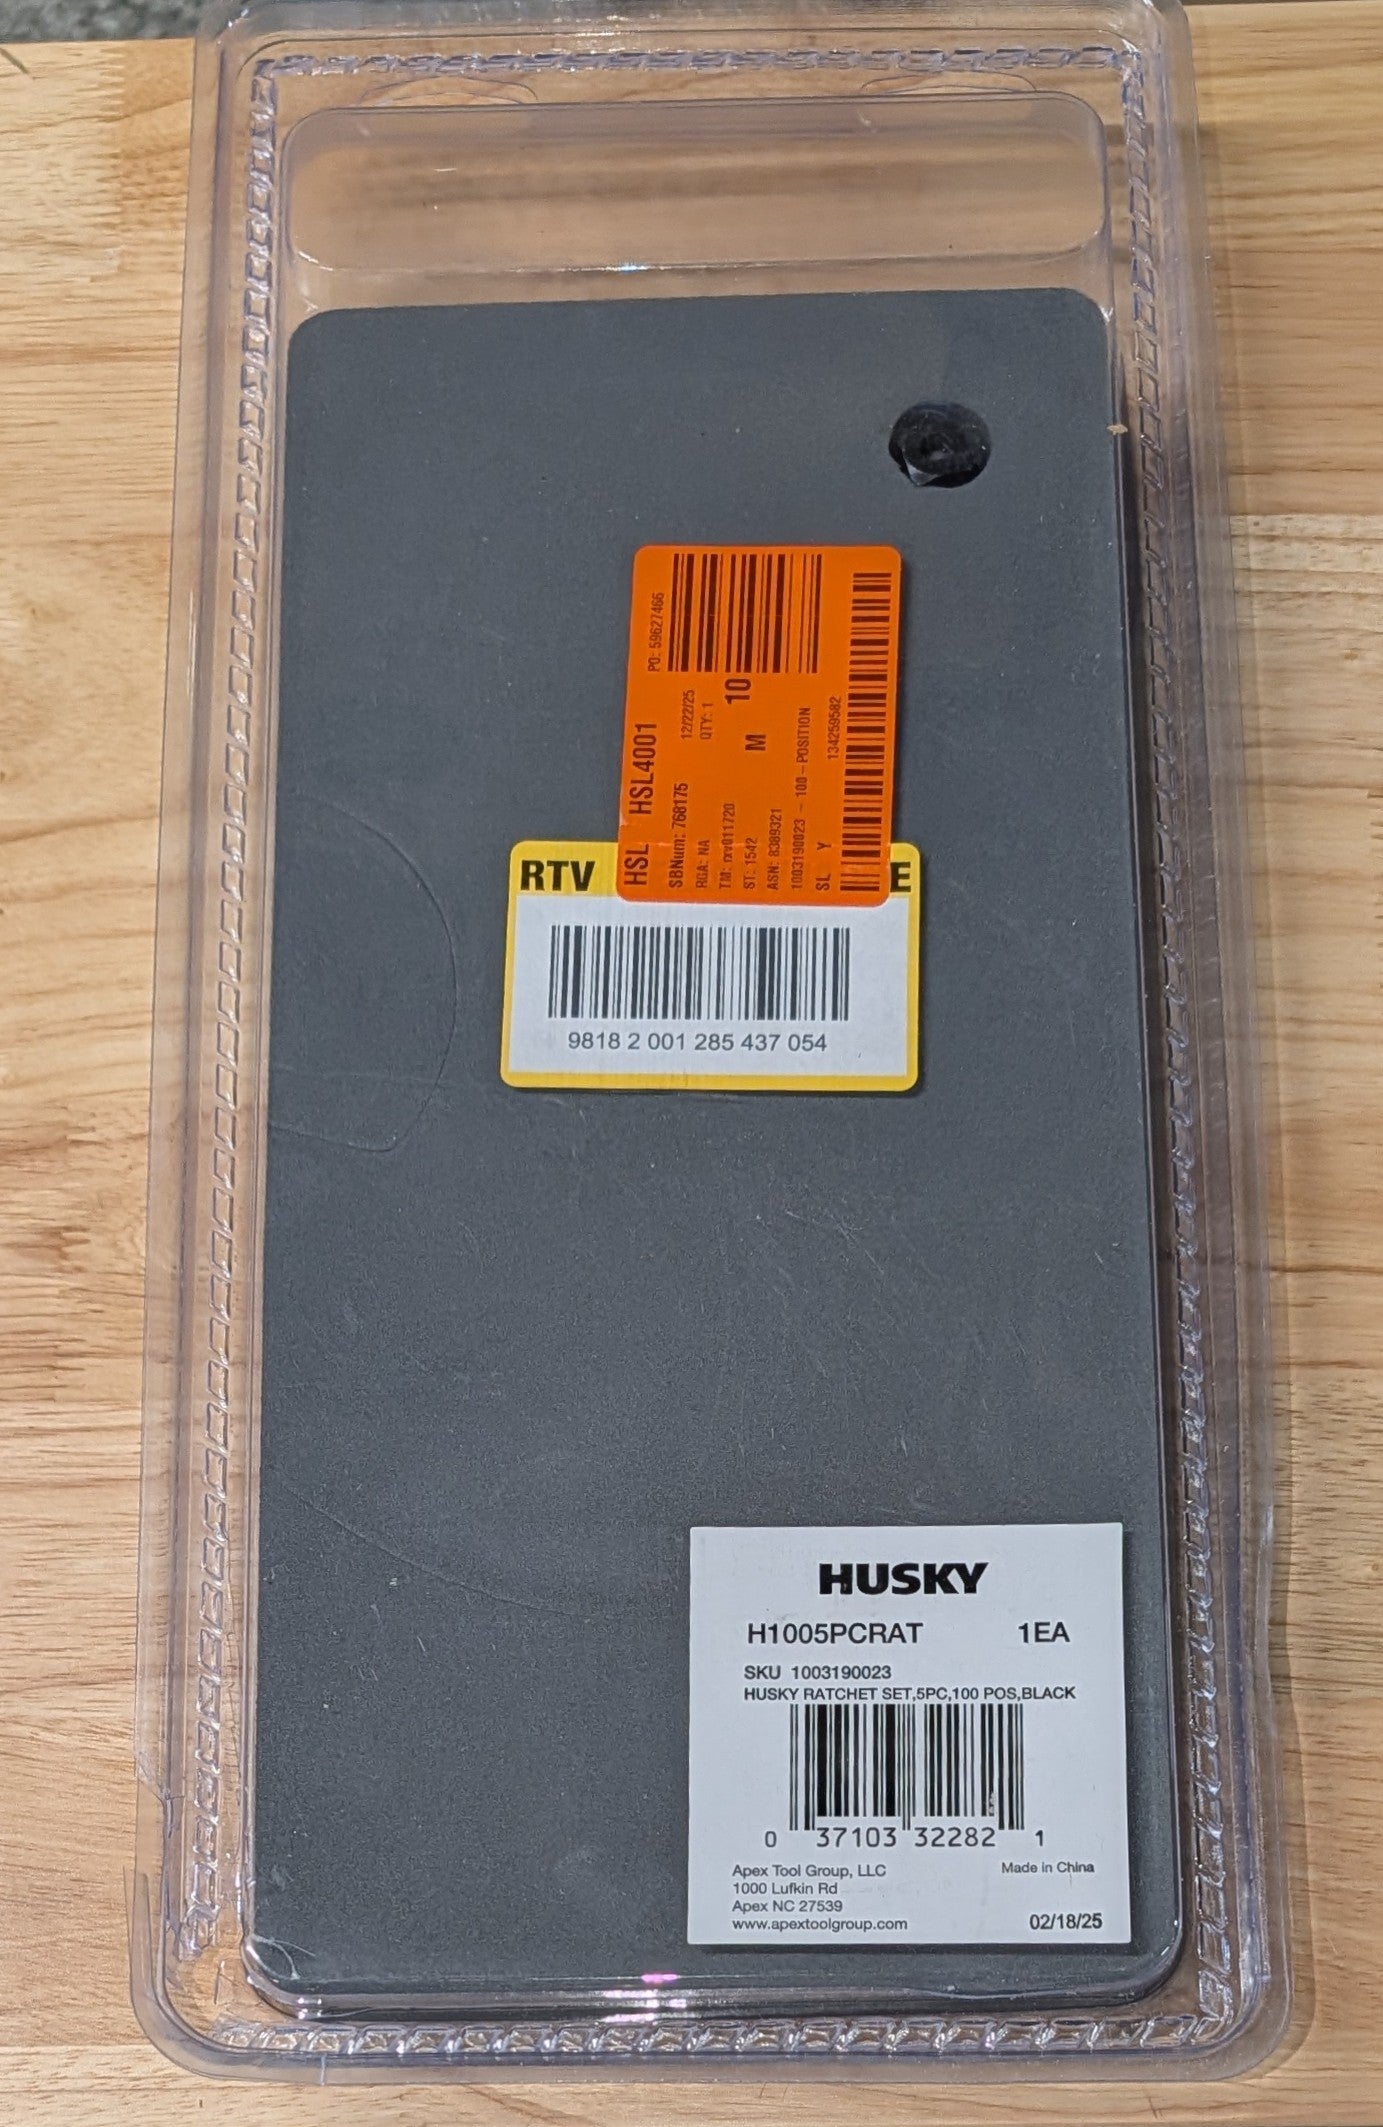 HSL HSL4001 PO: 59627466
SBNum: 768175 12/22/25
RGA: NA QTY: 1
TM: rxv011720 10
ST: 1542 M
ASN: 8389321
1003190023 - 100-POSITION
SL Y 134259582
RTV E
9818 2 001 285 437 054
HUSKY
H1005PCRAT 1EA
SKU 1003190023
HUSKY RATCHET SET,5PC,100 POS,BLACK
0 37103 32282 1
Apex Tool Group, LLC Made in China
1000 Lufkin Rd
Apex NC 27539
www.apextoolgroup.com 02/18/25